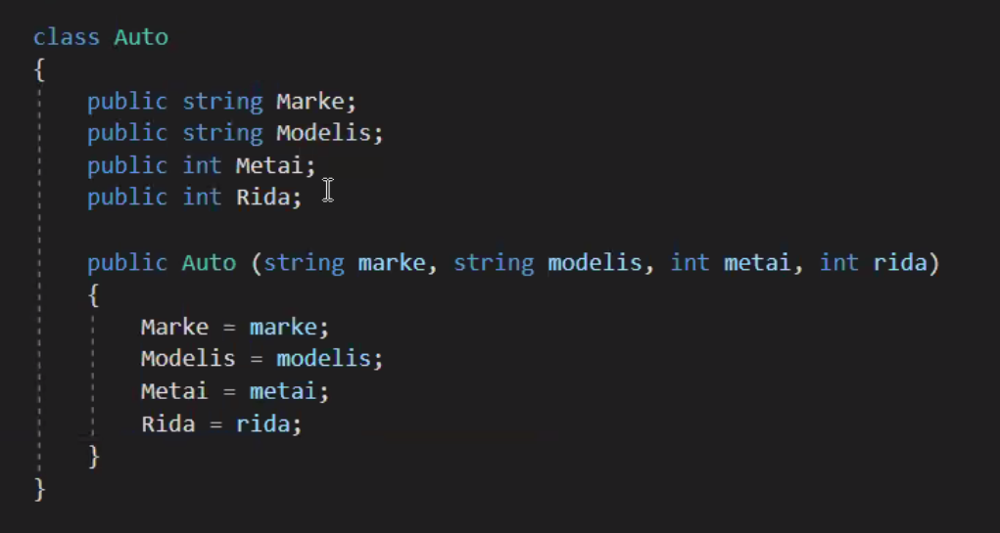 class Auto
{
public string Marke;
public string Modelis;
public int Metai;
public int Rida;
public Auto (string marke, string modelis, int metai, int rida)
{
Marke = marke;
Modelis = modelis;
Metai = metai;
Rida = rida;
}
}